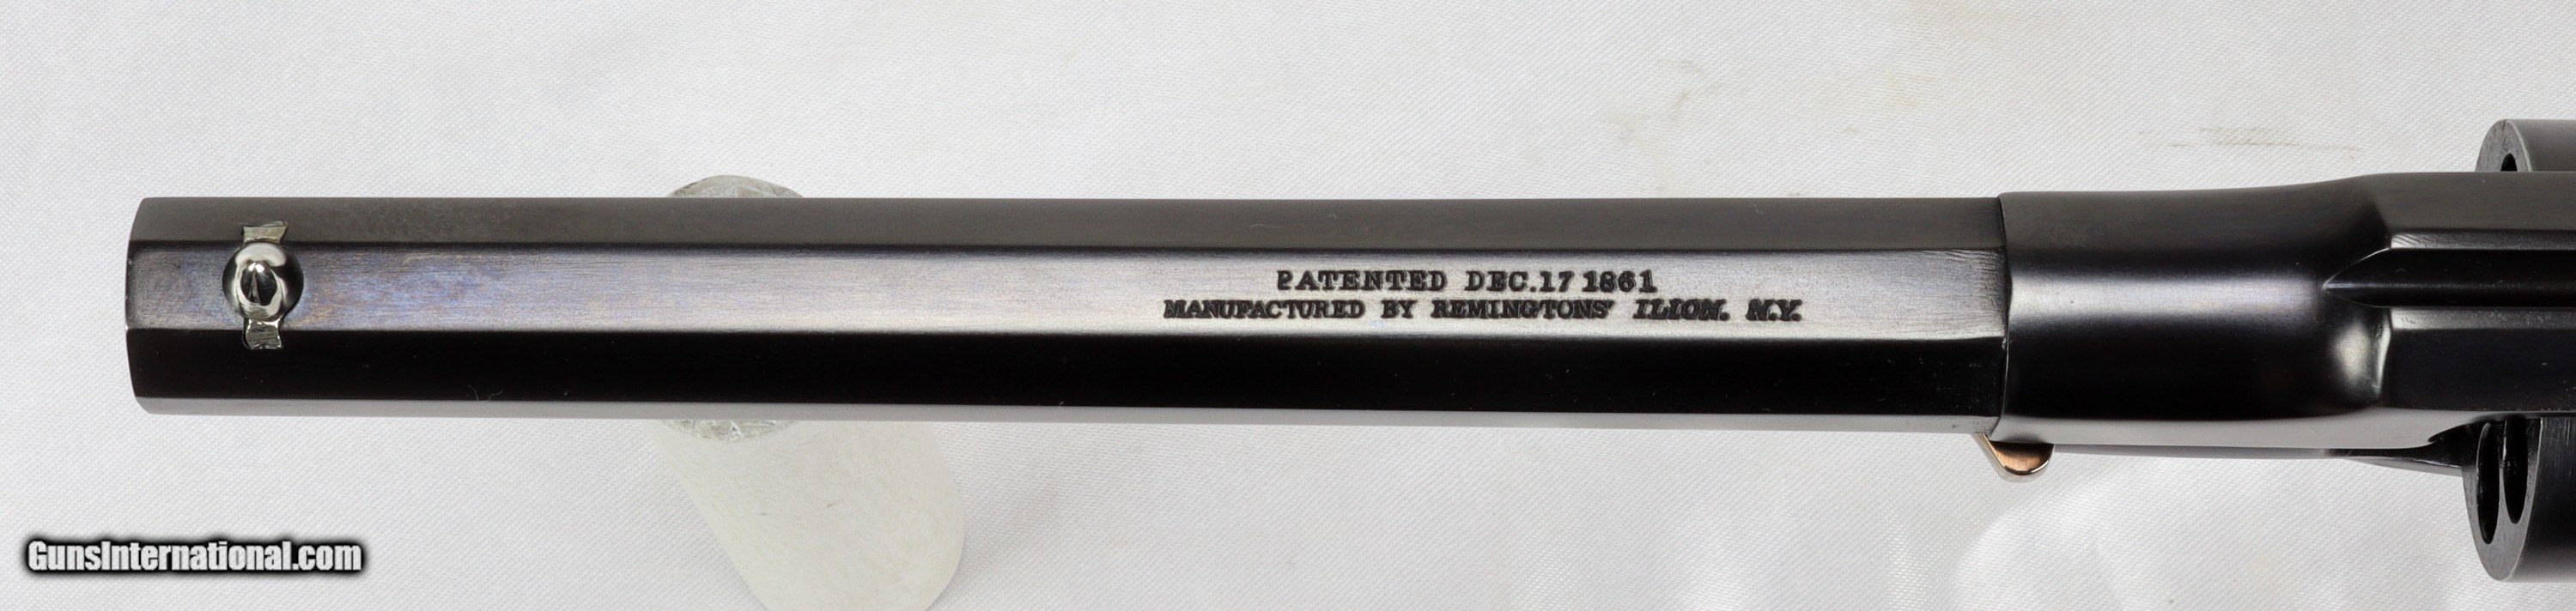 PATENTED DEC. 17 1861
MANUFACTURED BY REMINGTONS' ILION. N.Y.
GunsInternational.com